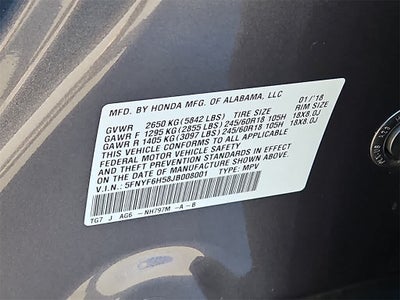 MFD. BY HONDA MFG. OF ALABAMA, LLC 01/'18
TIRE SIZE RIM SIZE
GVWR 2650 KG (5842 LBS)
GAWR F 1295 KG (2855 LBS) 245/60R18 105H 18X8.0J
GAWR R 1405 KG (3097 LBS) 245/60R18 105H 18X8.0J
THIS VEHICLE CONFORMS TO ALL APPLICABLE
FEDERAL MOTOR VEHICLE SAFETY, BUMPER,
AND THEFT PREVENTION STANDARDS IN EFFECT
ON THE DATE OF MANUFACTURE SHOWN ABOVE.
V.I.N.: 5FNYF6H58JB008001 TYPE: MPV
TG7 J AG6 -NH797M -A -B